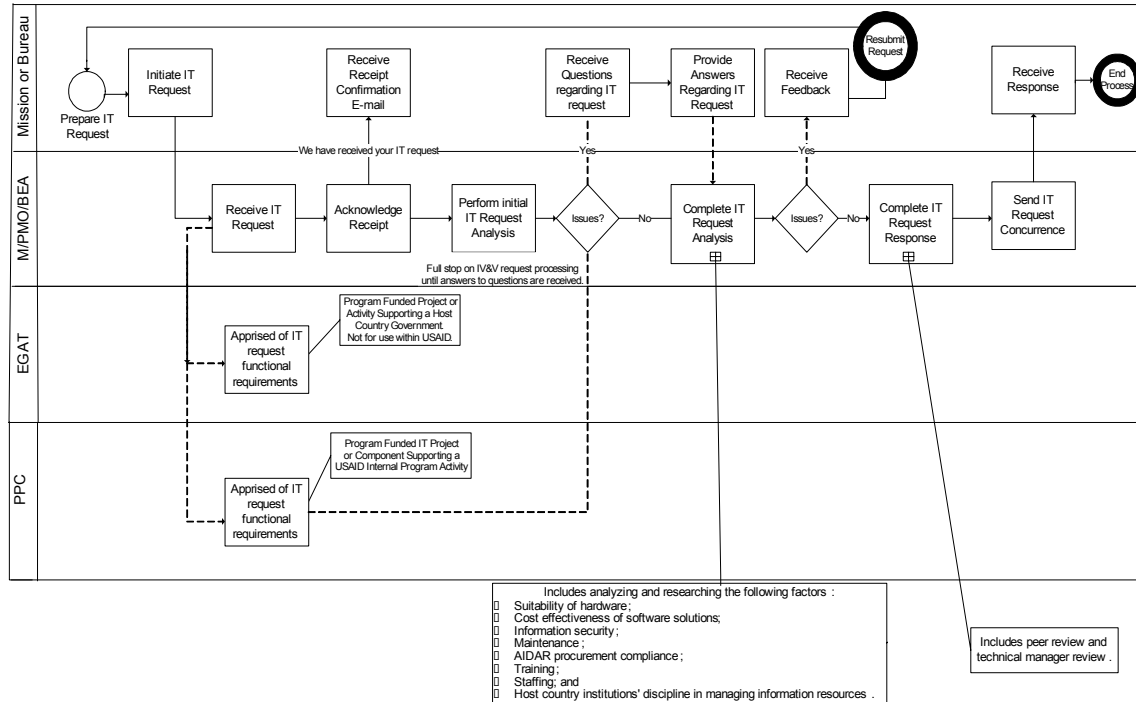 Mission or Bureau
Prepare IT
Request
Initiate IT
Request
Receive
Receipt
Confirmation
E-mail
Receive
Questions
regarding IT
request
Provide
Answers
Regarding IT
Request
Receive
Feedback
Resubmit
Request
Receive
Response
End
Process
We have received your IT request
Yes
Yes
M/PMO/BEA
Receive IT
Request
Acknowledge
Receipt
Perform initial
IT Request
Analysis
Issues?
No
Complete IT
Request
Analysis
Issues?
No
Complete IT
Request
Response
Send IT
Request
Concurrence
Full stop on IV&V request processing
until answers to questions are received.
EGAT
Apprised of IT
request
functional
requirements
Program Funded Project or
Activity Supporting a Host
Country Government.
Not for use within USAID.
PPC
Apprised of IT
request
functional
requirements
Program Funded IT Project
or Component Supporting a
USAID Internal Program Activity
Includes analyzing and researching the following factors :
Suitability of hardware;
Cost effectiveness of software solutions;
Information security;
Maintenance ;
AIDAR procurement compliance ;
Training;
Staffing; and
Host country institutions' discipline in managing information resources .
Includes peer review and
technical manager review .